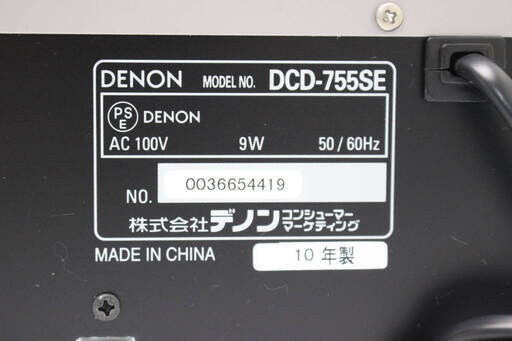 DENON MODEL NO. DCD-755SE
PS E DENON
AC 100V 9W 50 / 60Hz
NO. 0036654419
株式会社デノン コンシューマー マーケティング
MADE IN CHINA 10 年製